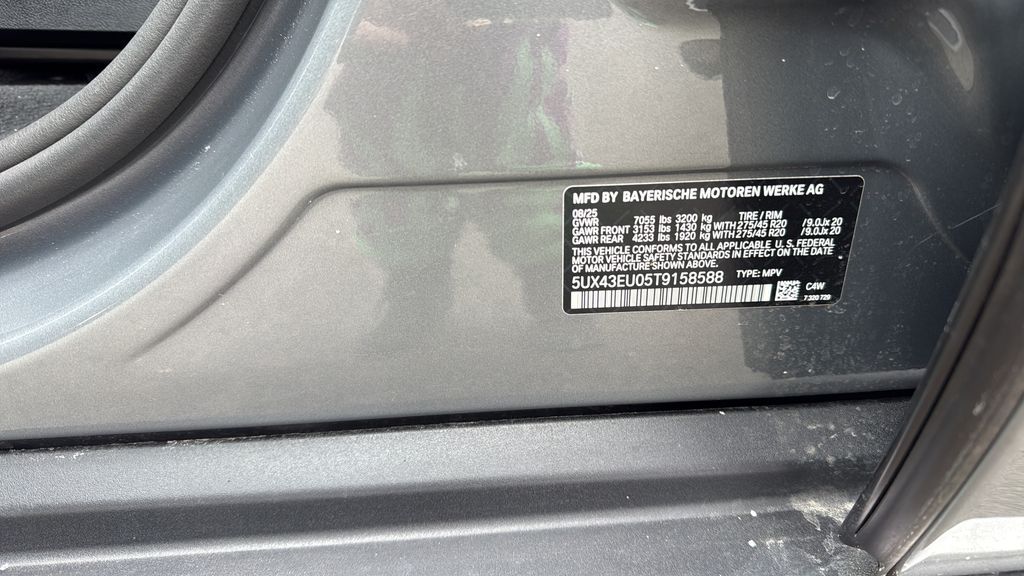 MFD BY BAYERISCHE MOTOREN WERKE AG
08/25
GVWR 7055 lbs 3200 kg TIRE / RIM
GAWR FRONT 3153 lbs 1430 kg WITH 275/45 R20 /9.0Jx 20
GAWR REAR 4233 lbs 1920 kg WITH 275/45 R20 /9.0Jx 20
THIS VEHICLE CONFORMS TO ALL APPLICABLE U. S. FEDERAL
MOTOR VEHICLE SAFETY STANDARDS IN EFFECT ON THE DATE
OF MANUFACTURE SHOWN ABOVE.
5UX43EU05T9158588 TYPE: MPV
C4W
7 320 729